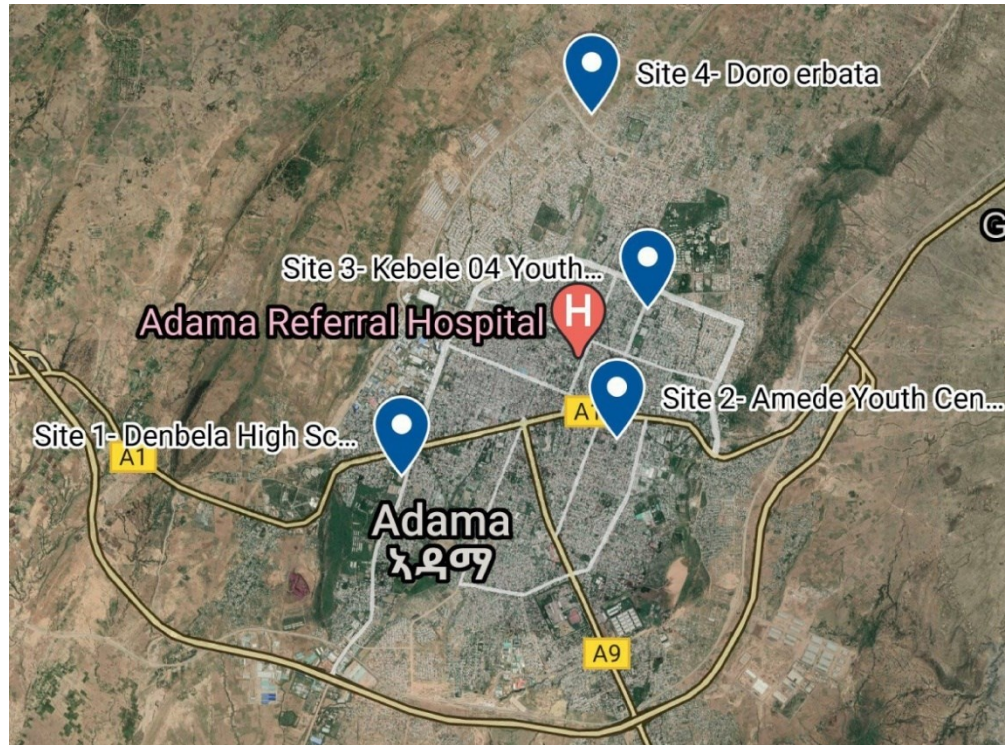 Site 4- Doro erbata
G
Site 3- Kebele 04 Youth...
Adama Referral Hospital
H
A1
Site 2- Amede Youth Cen...
Site 1- Denbela High Sc...
A1
Adama
አዳማ
A9